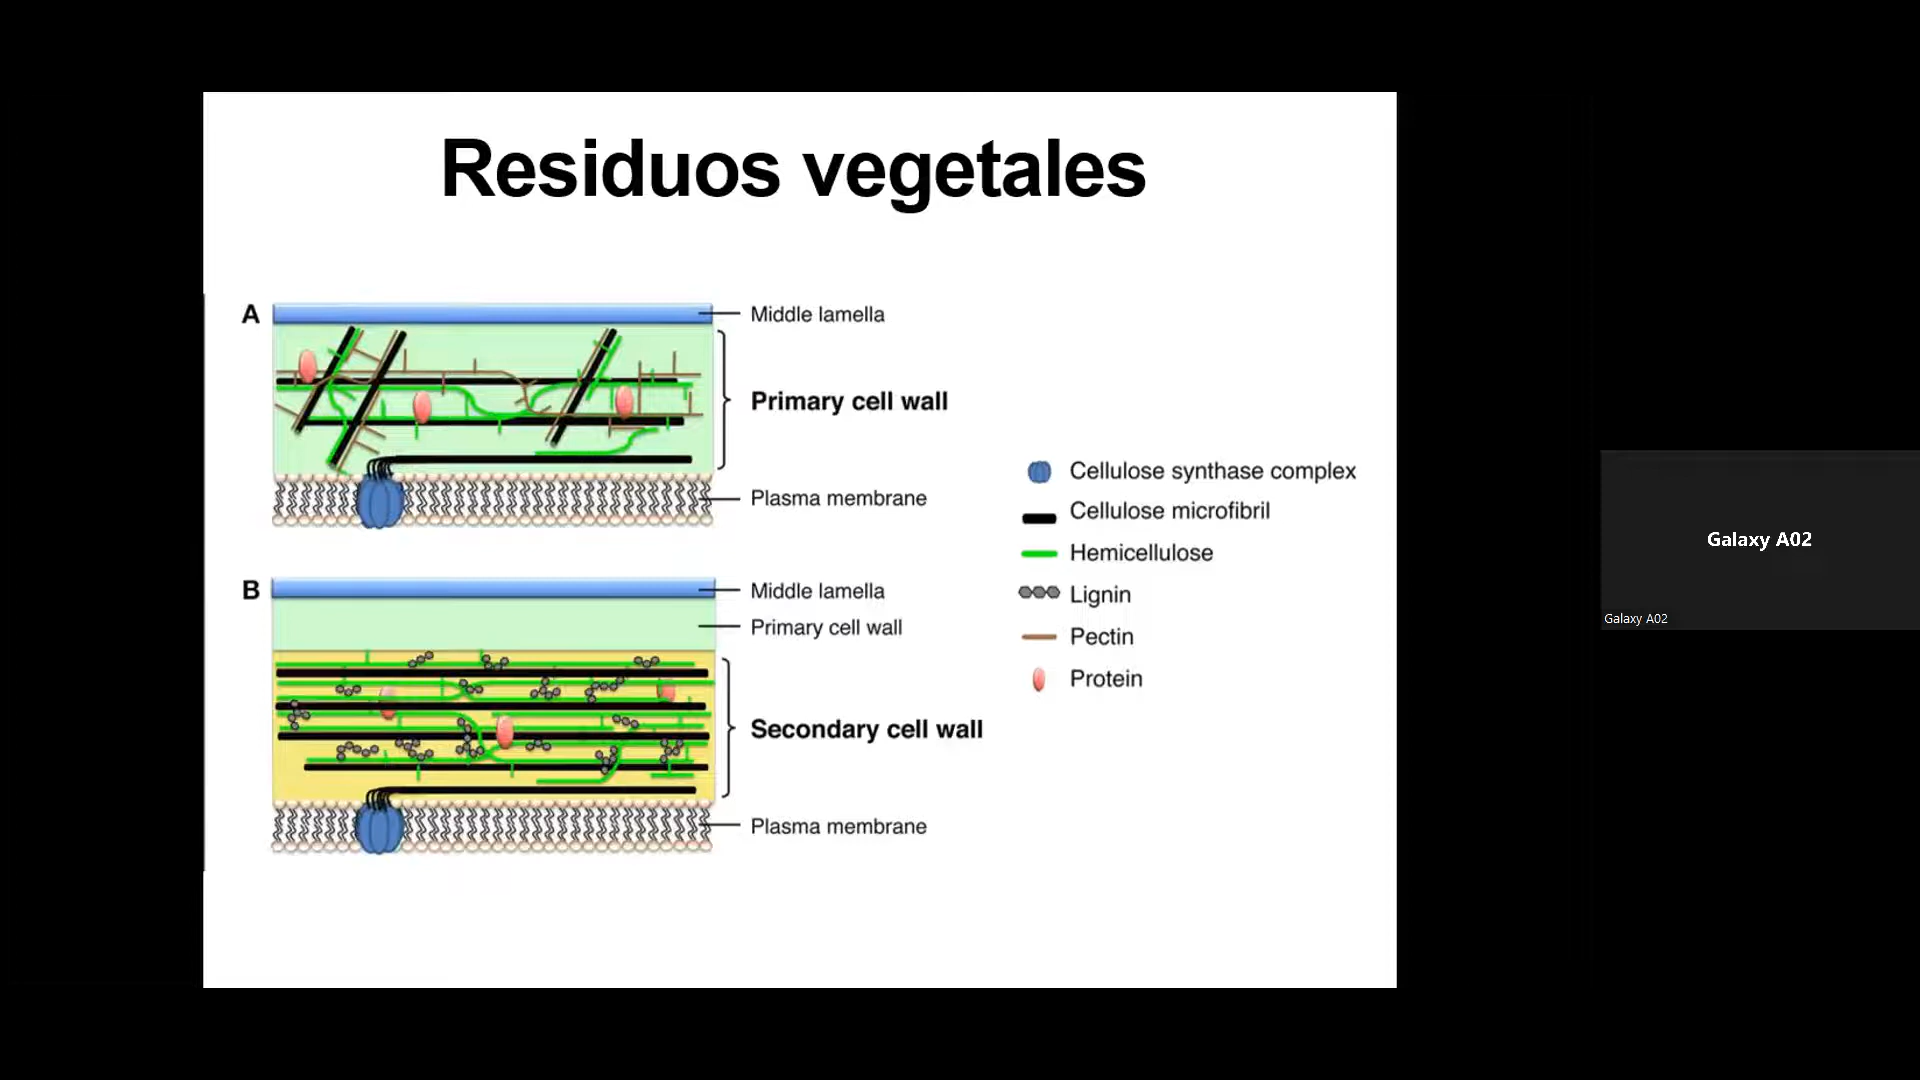 Residuos vegetales
A
Middle lamella
Primary cell wall
Plasma membrane
B
Middle lamella
Primary cell wall
Secondary cell wall
Plasma membrane
Cellulose synthase complex
Cellulose microfibril
Hemicellulose
Lignin
Pectin
Protein
Galaxy A02
Galaxy A02